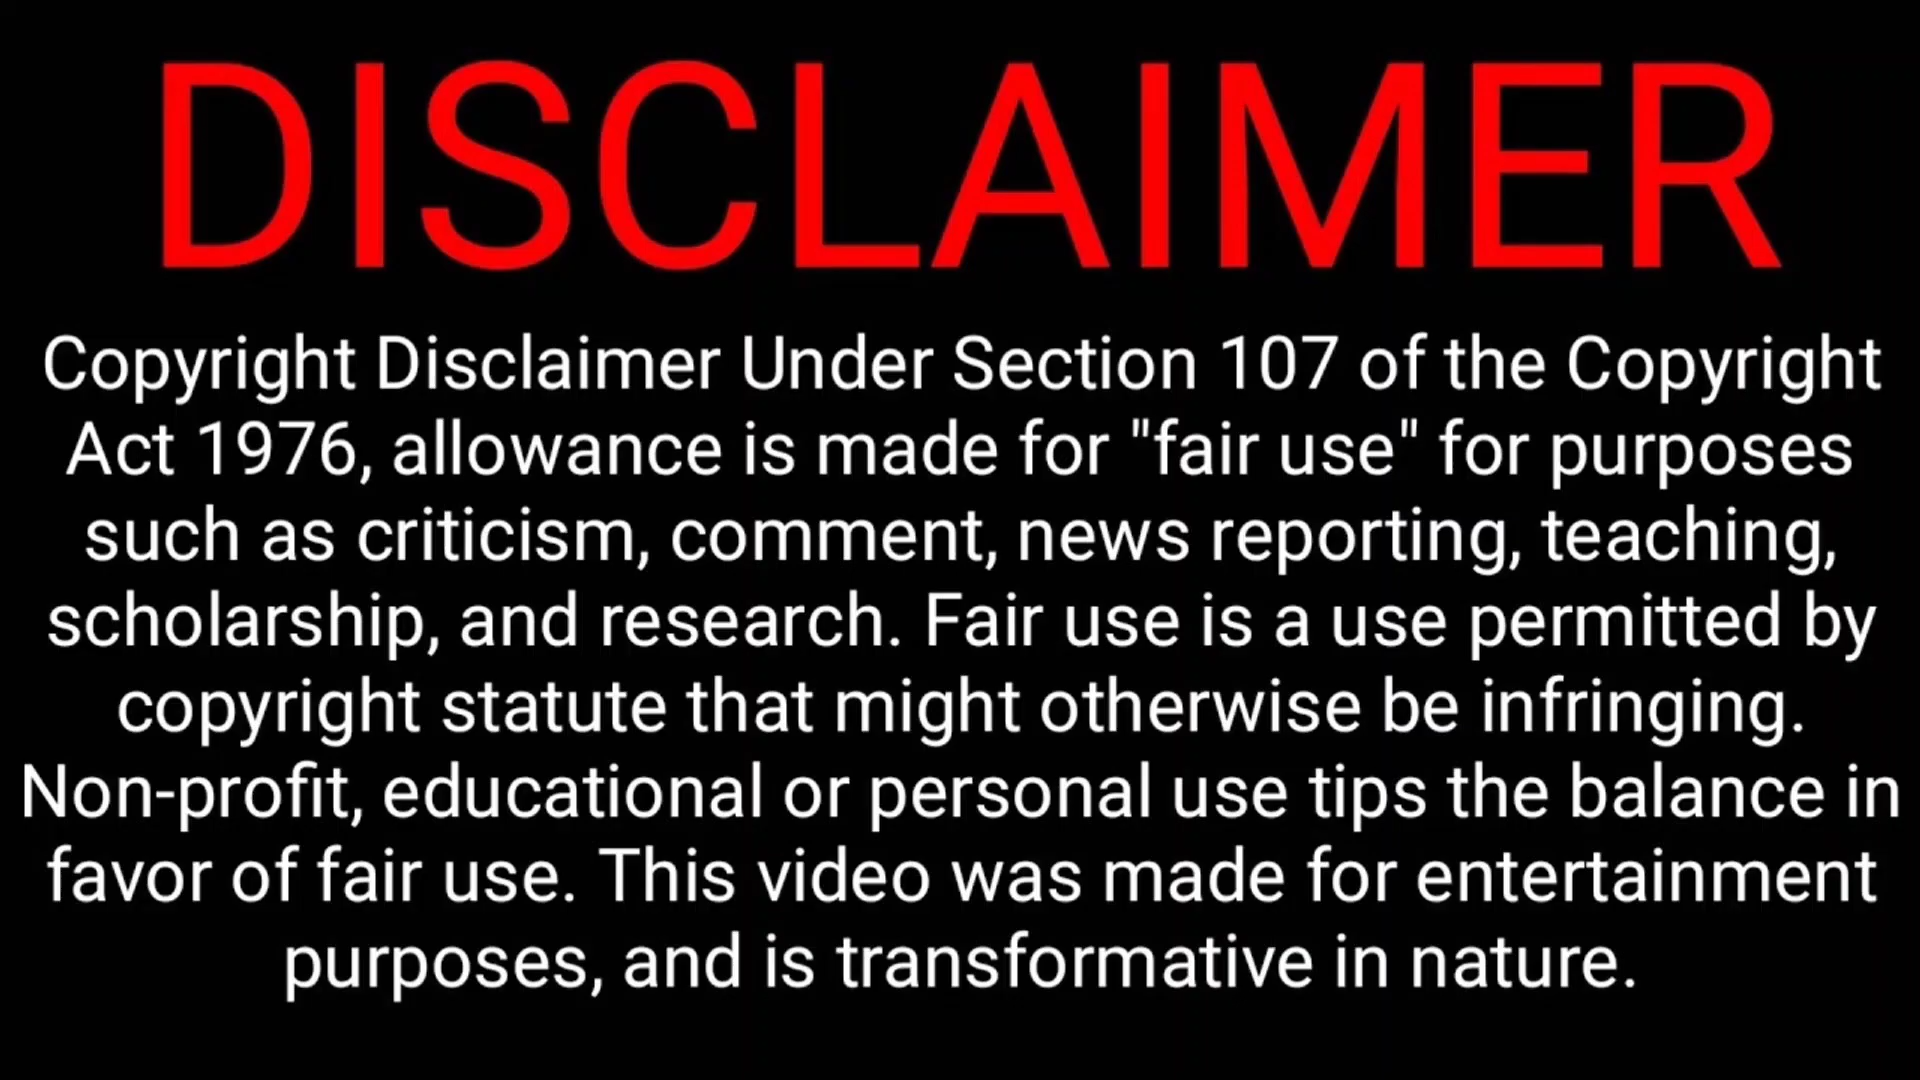 DISCLAIMER
Copyright Disclaimer Under Section 107 of the Copyright
Act 1976, allowance is made for "fair use" for purposes
such as criticism, comment, news reporting, teaching,
scholarship, and research. Fair use is a use permitted by
copyright statute that might otherwise be infringing.
Non-profit, educational or personal use tips the balance in
favor of fair use. This video was made for entertainment
purposes, and is transformative in nature.